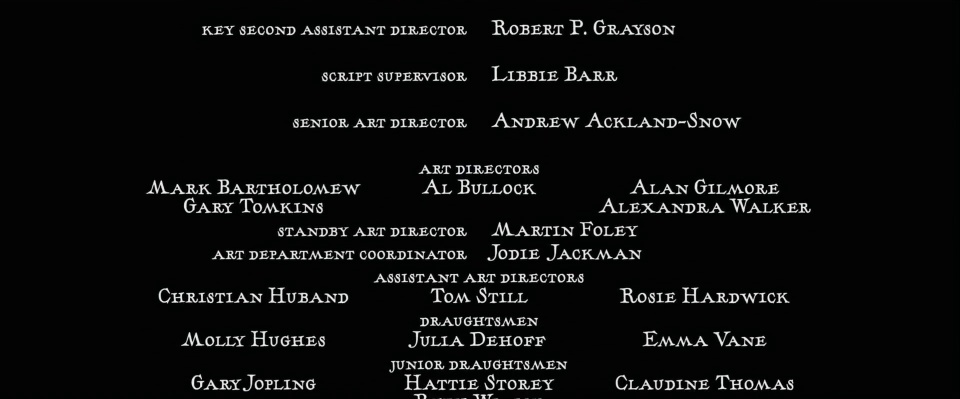 KEY SECOND ASSISTANT DIRECTOR ROBERT P. GRAYSON
SCRIPT SUPERVISOR LIBBIE BARR
SENIOR ART DIRECTOR ANDREW ACKLAND-SNOW
ART DIRECTORS
MARK BARTHOLOMEW AL BULLOCK ALAN GILMORE
GARY TOMKINS ALEXANDRA WALKER
STANDBY ART DIRECTOR MARTIN FOLEY
ART DEPARTMENT COORDINATOR JODIE JACKMAN
ASSISTANT ART DIRECTORS
CHRISTIAN HUBAND TOM STILL ROSIE HARDWICK
DRAUGHTSMEN
MOLLY HUGHES JULIA DEHOFF EMMA VANE
JUNIOR DRAUGHTSMEN
GARY JOPLING HATTIE STOREY CLAUDINE THOMAS